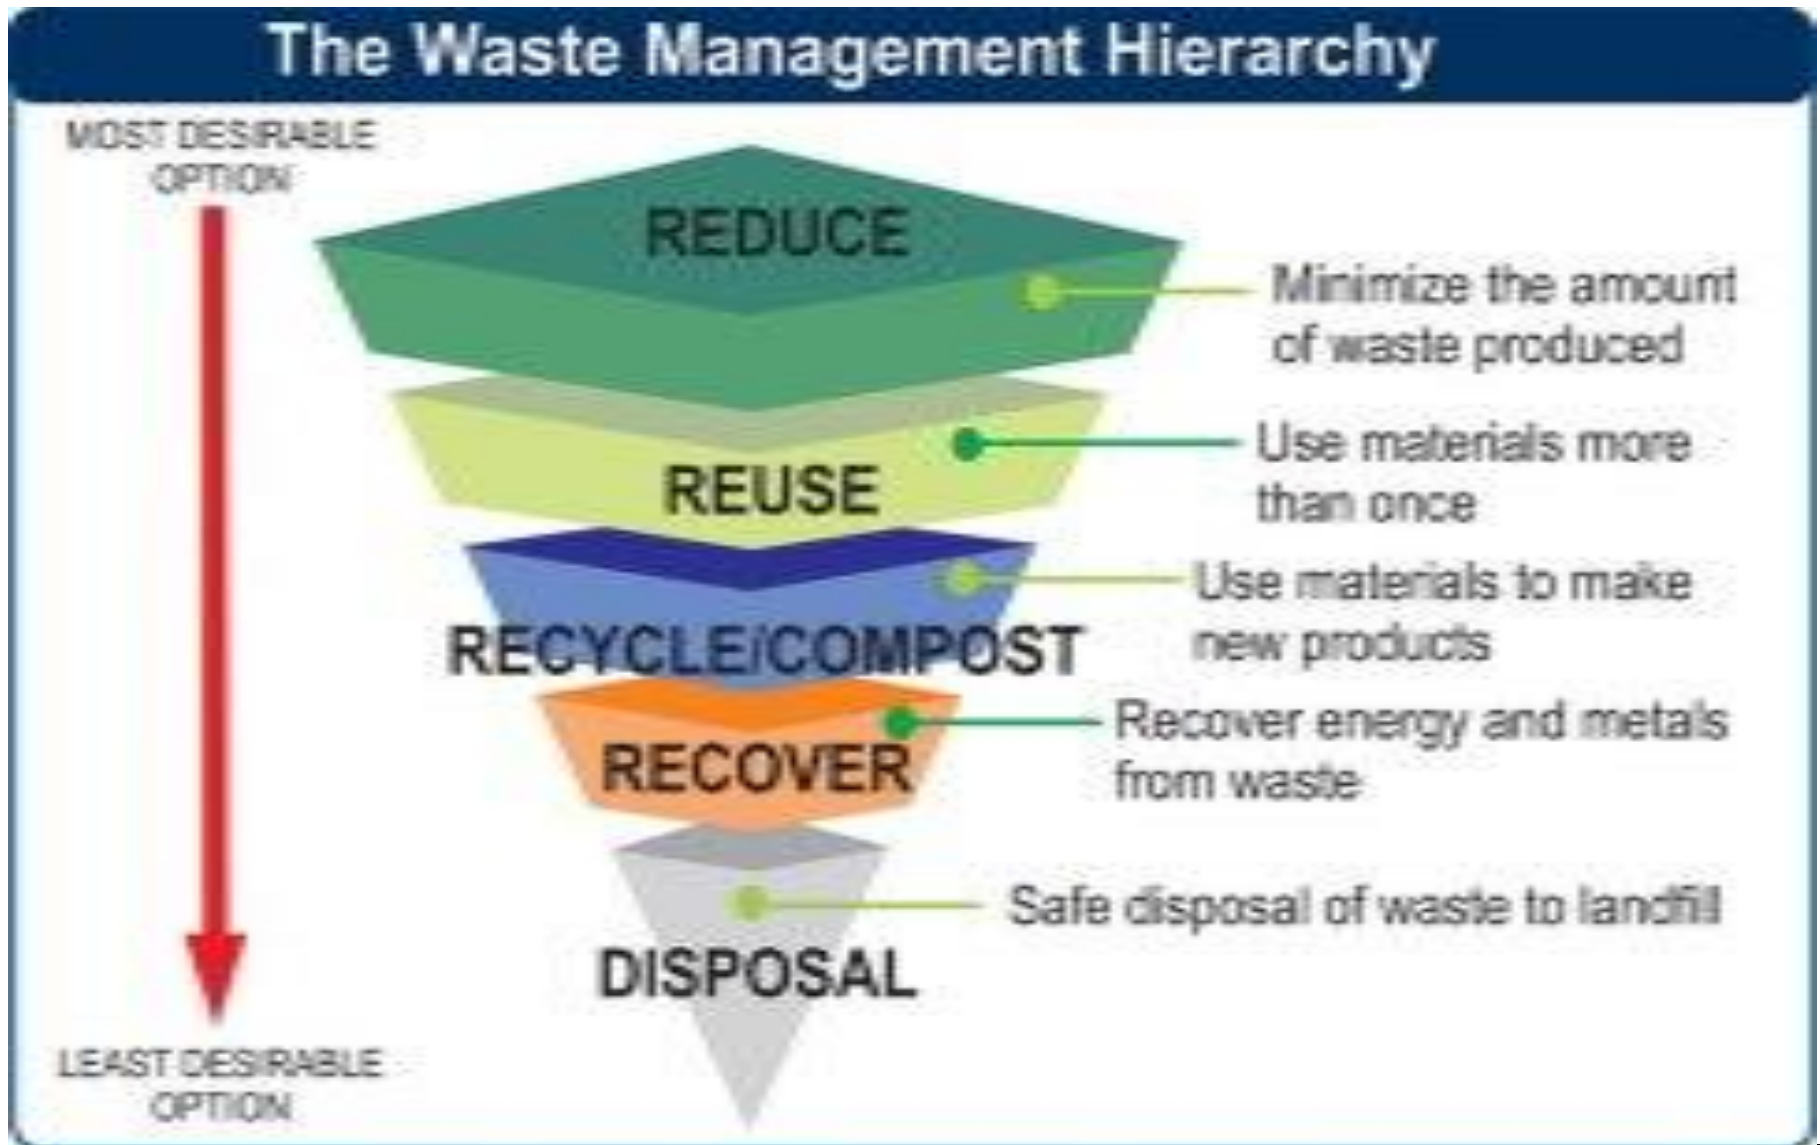 The Waste Management Hierarchy
MOST DESIRABLE
OPTION
REDUCE
Minimize the amount
of waste produced
Use materials more
than once
REUSE
Use materials to make
new products
RECYCLE/COMPOST
Recover energy and metals
from waste
RECOVER
Safe disposal of waste to landfill
DISPOSAL
LEAST DESIRABLE
OPTION